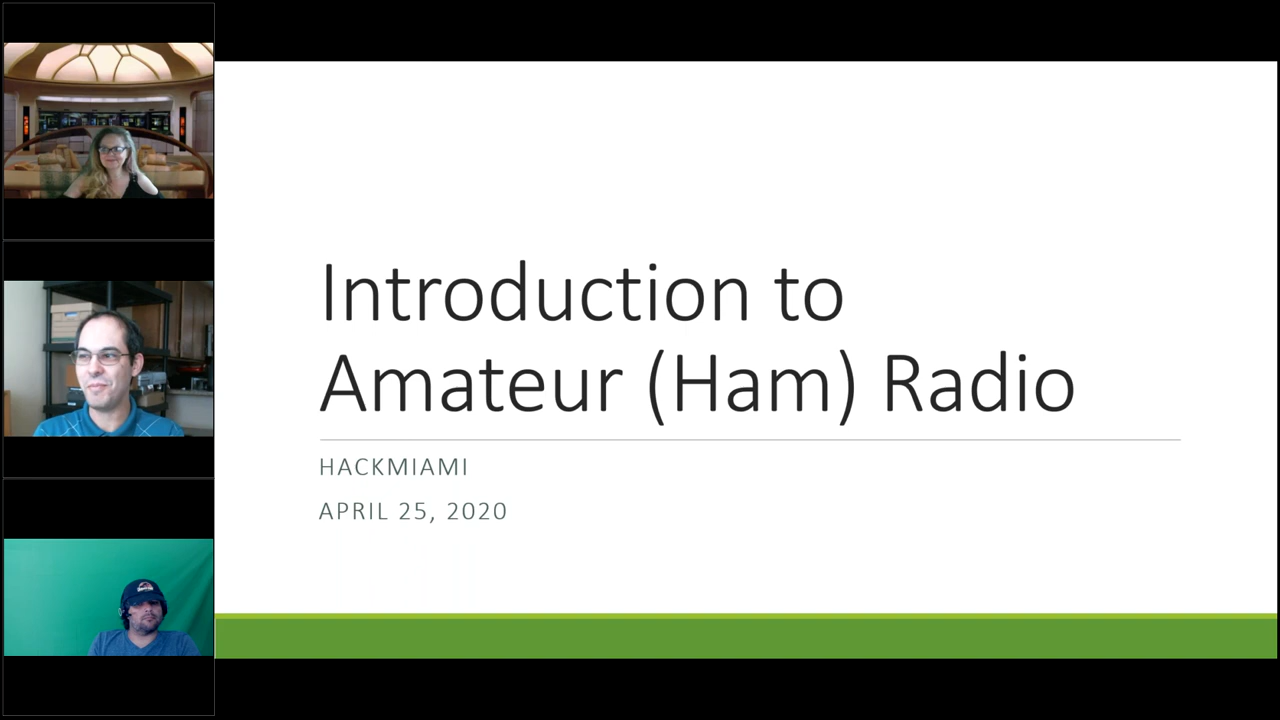 Introduction to
Amateur (Ham) Radio
HACKMIAMI
APRIL 25, 2020